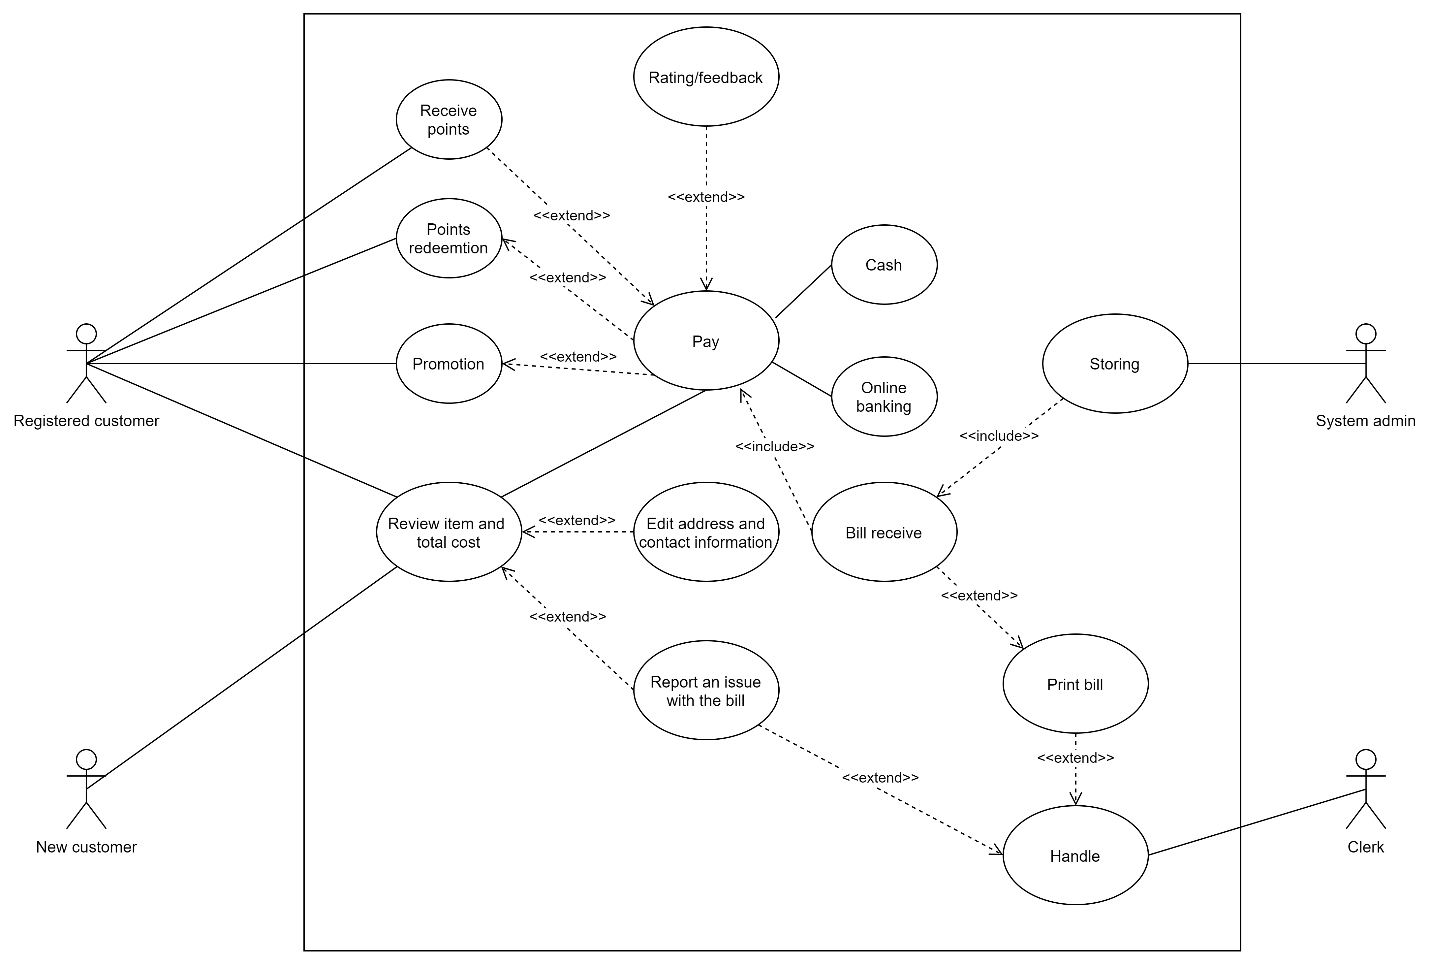 Rating/feedback
Receive
points
<<extend>>
<<extend>>
Points
redeemtion
<<extend>>
Cash
Pay
Promotion
<<extend>>
Storing
Online
banking
Registered customer
System admin
<<include>>
<<include>>
Review item and
total cost
<<extend>>
Edit address and
contact information
Bill receive
<<extend>>
<<extend>>
Report an issue
with the bill
Print bill
<<extend>>
<<extend>>
New customer
Handle
Clerk